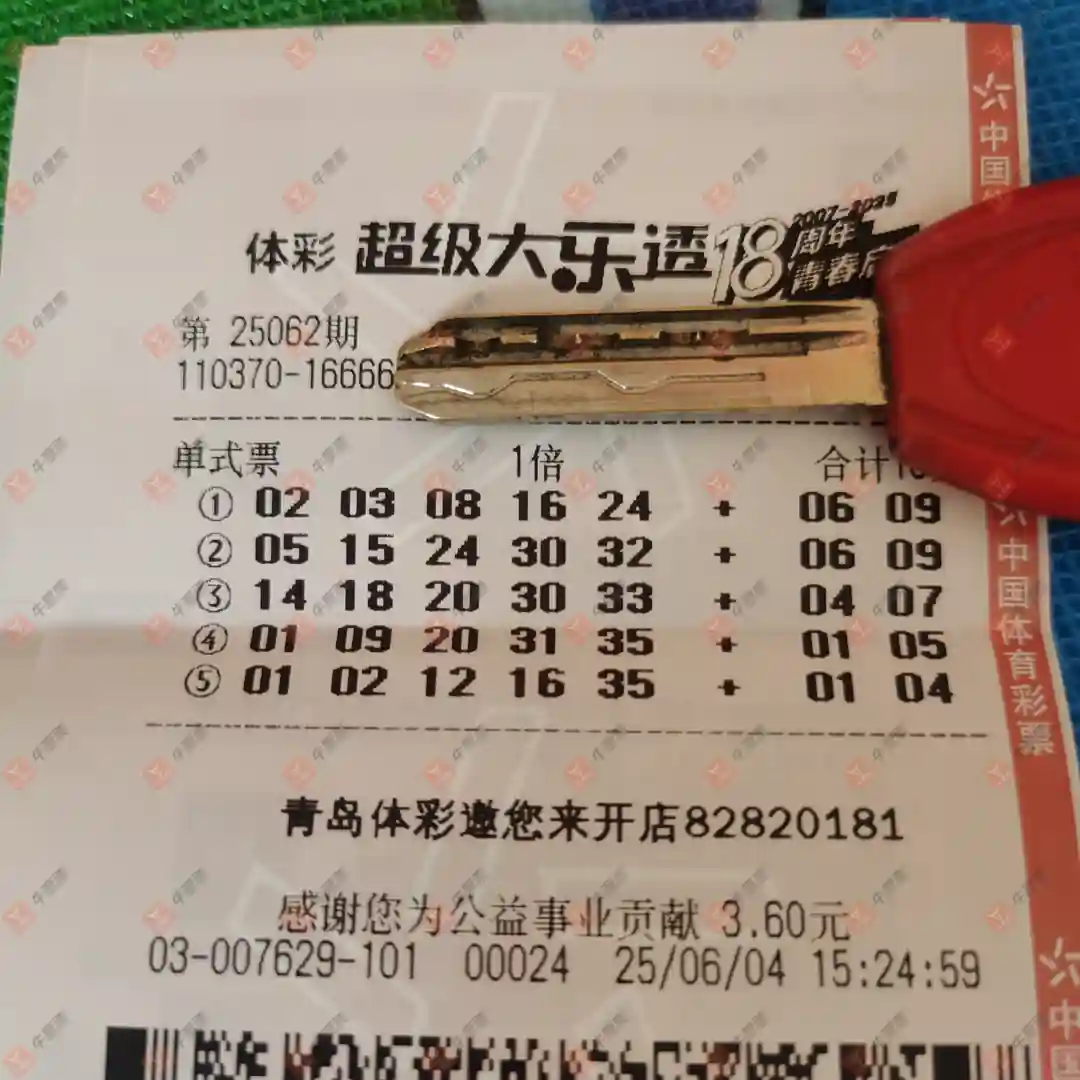 体彩 超级大乐透 18周年
2007-
青春
第 25062期
110370-16666
单式票 1倍 合计
① 02 03 08 16 24 + 06 09
② 05 15 24 30 32 + 06 09
③ 14 18 20 30 33 + 04 07
④ 01 09 20 31 35 + 01 05
⑤ 01 02 12 16 35 + 01 04
青岛体彩邀您来开店82820181
感谢您为公益事业贡献 3.60元
03-007629-101 00024 25/06/04 15:24:59
中国
中国体育彩票
中国